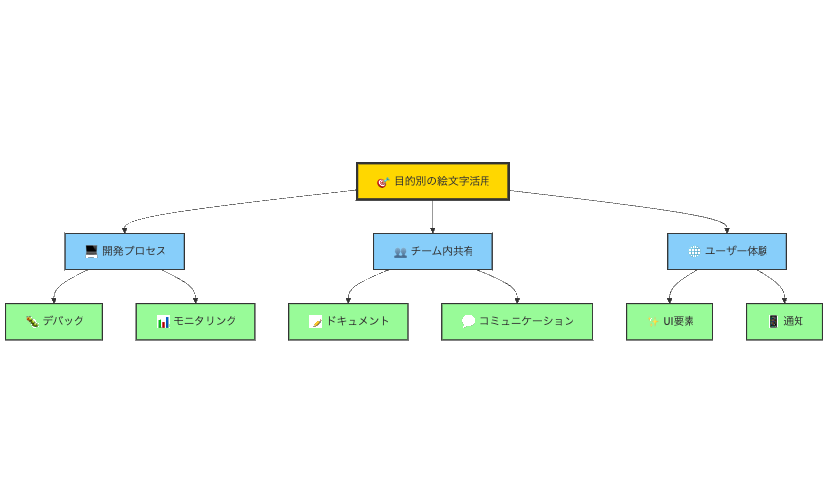 🎯 目的別の絵文字活用
💻 開発プロセス
👥 チーム内共有
🌐 ユーザー体験
🐛 デバッグ
📊 モニタリング
📝 ドキュメント
💬 コミュニケーション
✨ UI要素
📱 通知